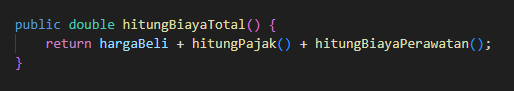 public double hitungBiayaTotal() {
    return hargaBeli + hitungPajak() + hitungBiayaPerawatan();
}